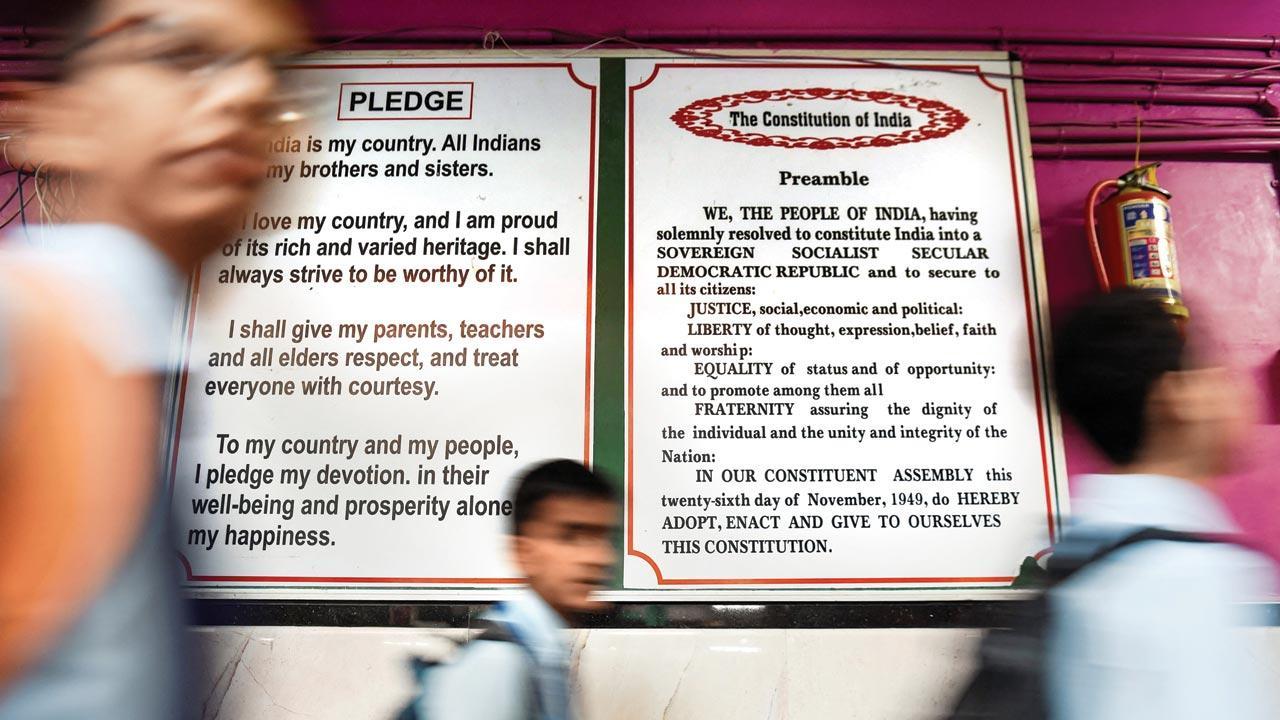 PLEDGE
is my country. All Indians
my brothers and sisters.
I love my country, and I am proud
of its rich and varied heritage. I shall
always strive to be worthy of it.
I shall give my parents, teachers
and all elders respect, and treat
everyone with courtesy.
To my country and my people,
I pledge my devotion. in their
well-being and prosperity alone
my happiness.
The Constitution of India
Preamble
WE, THE PEOPLE OF INDIA, having
solemnly resolved to constitute India into a
SOVEREIGN SOCIALIST SECULAR
DEMOCRATIC REPUBLIC and to secure to
all its citizens:
JUSTICE, social,economic and political:
LIBERTY of thought, expression,belief, faith
and worship:
EQUALITY of status and of opportunity:
and to promote among them all
FRATERNITY assuring the dignity of
the individual and the unity and integrity of the
Nation:
IN OUR CONSTITUENT ASSEMBLY this
twenty-sixth day of November, 1949, do HEREBY
ADOPT, ENACT AND GIVE TO OURSELVES
THIS CONSTITUTION.